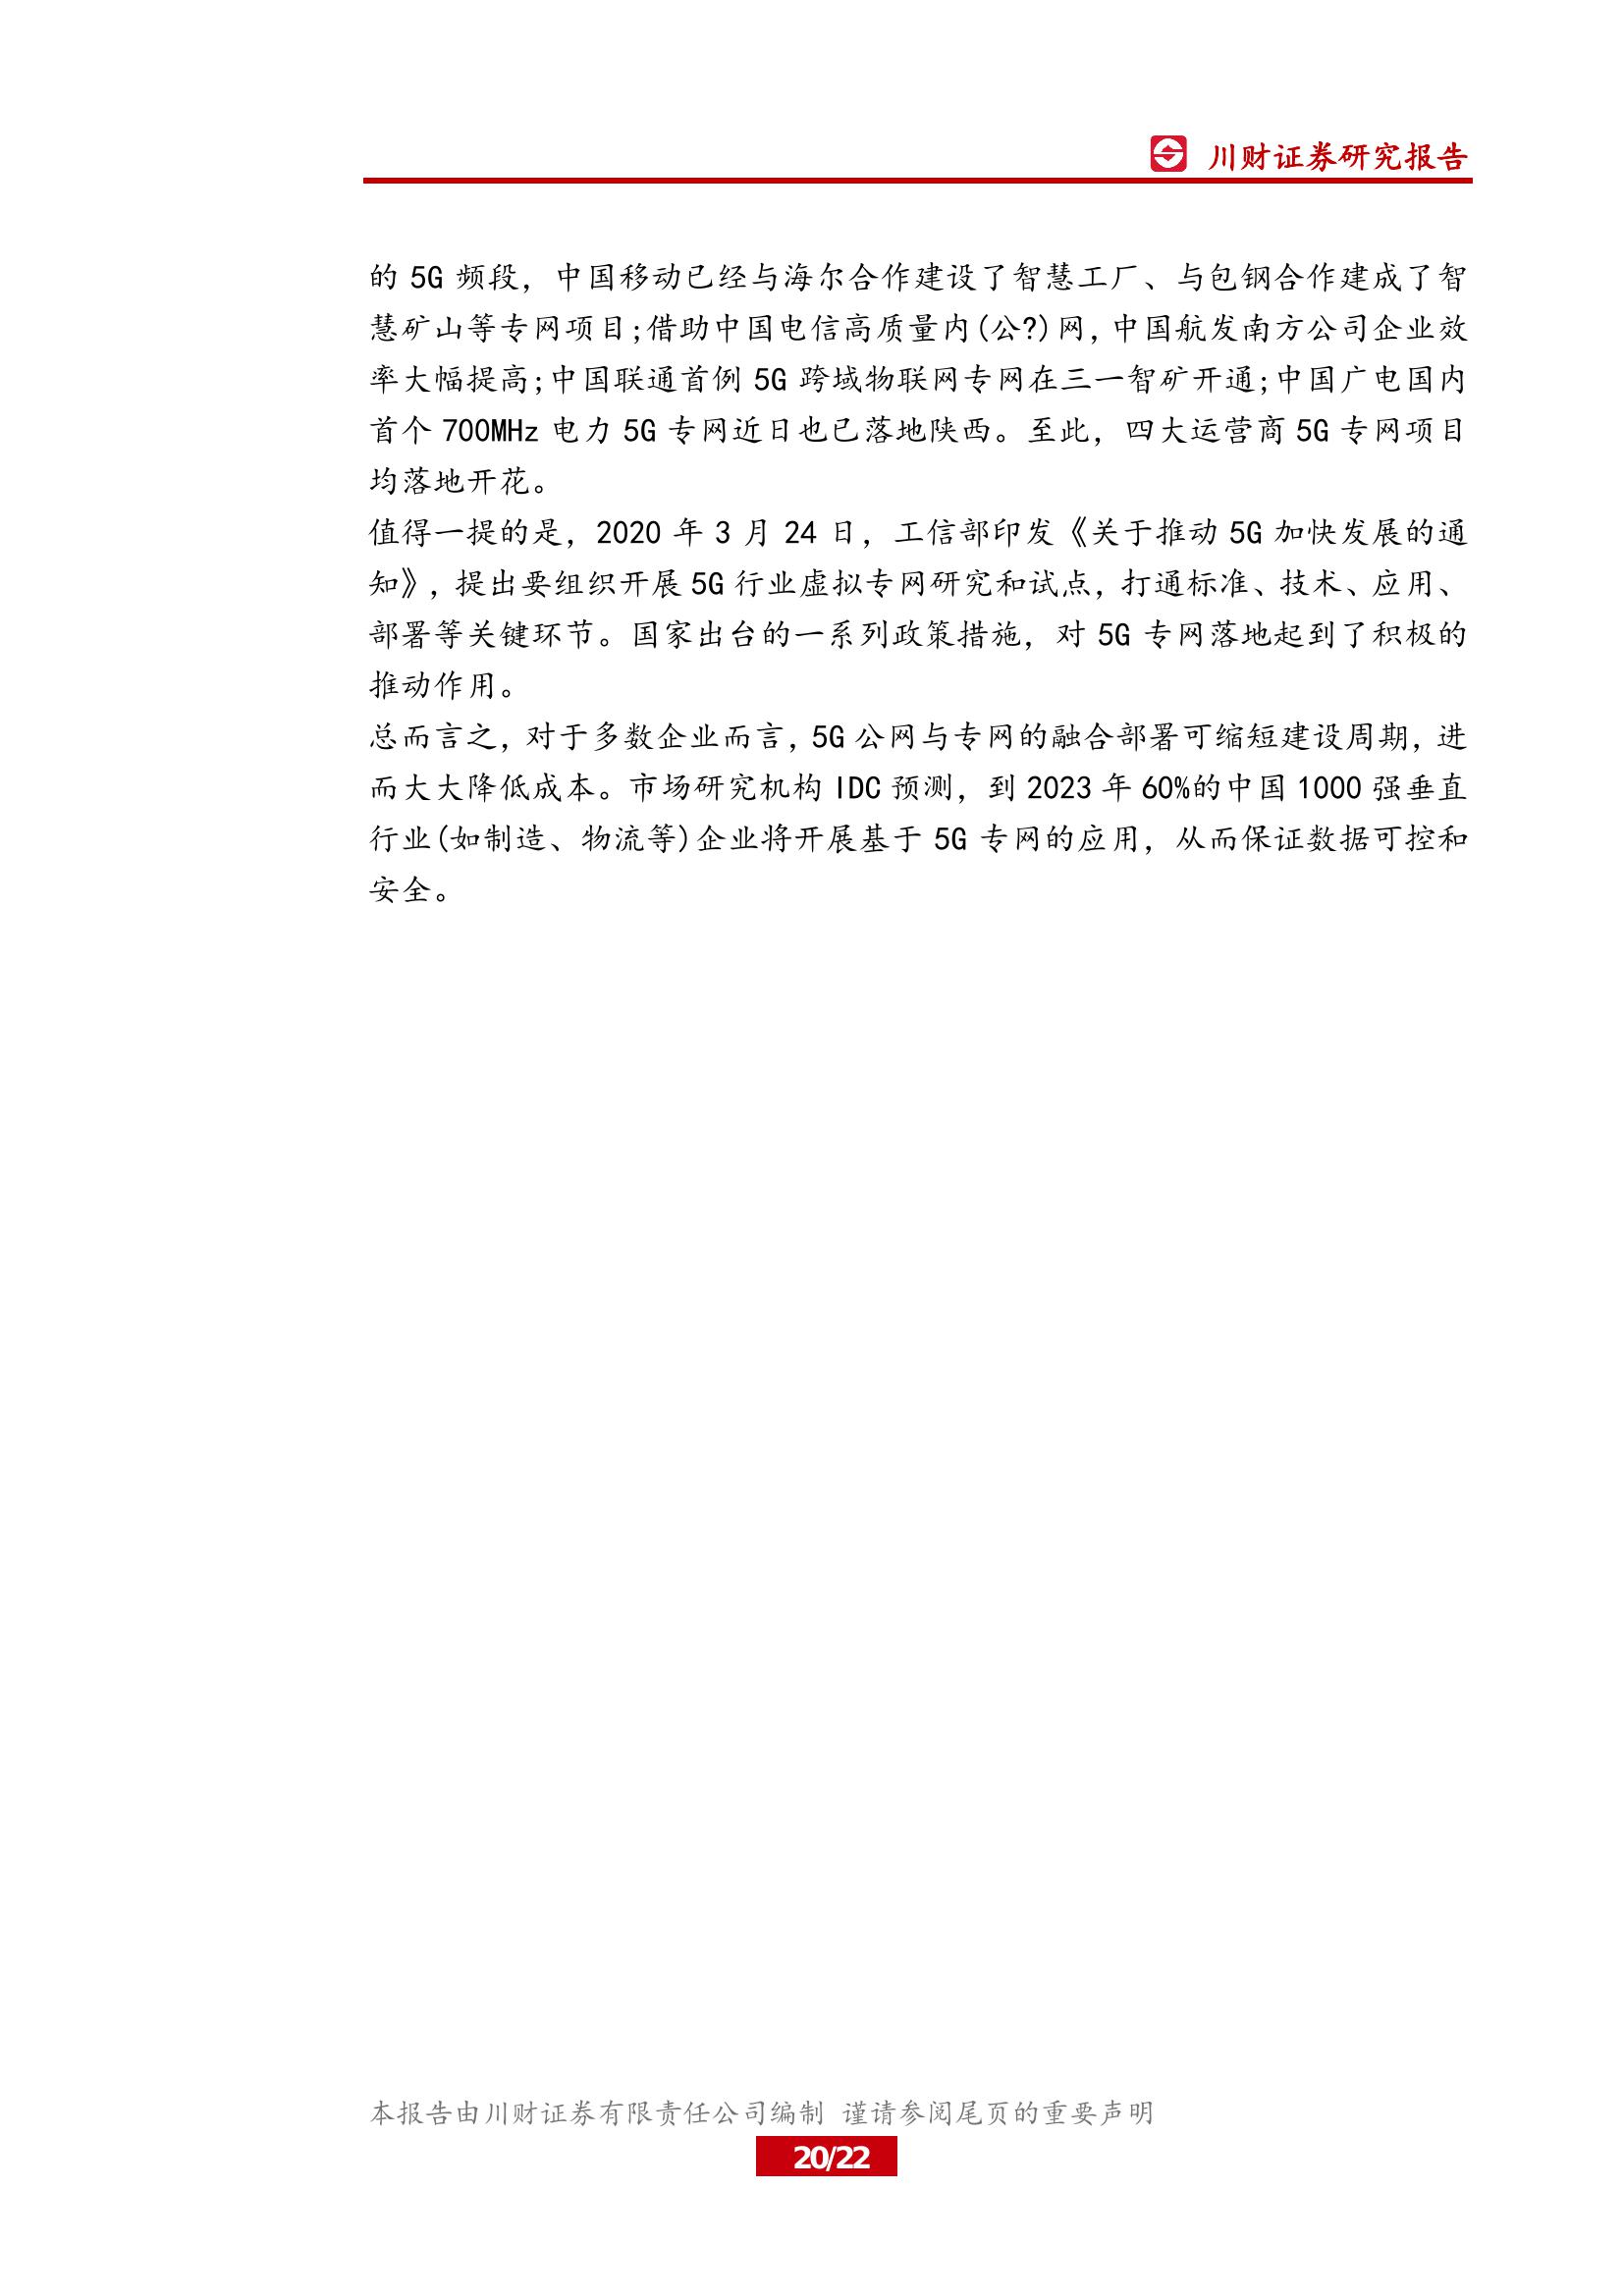 川财证券研究报告
的 5G 频段，中国移动已经与海尔合作建设了智慧工厂、与包钢合作建成了智
慧矿山等专网项目;借助中国电信高质量内(公?)网，中国航发南方公司企业效
率大幅提高;中国联通首例 5G 跨域物联网专网在三一智矿开通;中国广电国内
首个 700MHz 电力 5G 专网近日也已落地陕西。至此，四大运营商 5G 专网项目
均落地开花。
值得一提的是，2020 年 3 月 24 日，工信部印发《关于推动 5G 加快发展的通
知》，提出要组织开展 5G 行业虚拟专网研究和试点，打通标准、技术、应用、
部署等关键环节。国家出台的一系列政策措施，对 5G 专网落地起到了积极的
推动作用。
总而言之，对于多数企业而言，5G 公网与专网的融合部署可缩短建设周期，进
而大大降低成本。市场研究机构 IDC 预测，到 2023 年 60%的中国 1000 强垂直
行业(如制造、物流等)企业将开展基于 5G 专网的应用，从而保证数据可控和
安全。
本报告由川财证券有限责任公司编制 谨请参阅尾页的重要声明
20/22